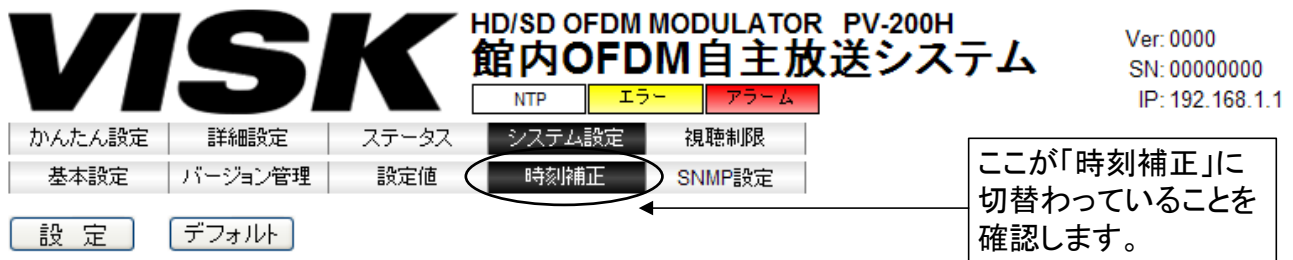 VISK
HD/SD OFDM MODULATOR PV-200H
館内OFDM自主放送システム
NTP エラー アラーム
Ver: 0000
SN: 00000000
IP: 192.168.1.1
かんたん設定 詳細設定 ステータス システム設定 視聴制限
基本設定 バージョン管理 設定値 時刻補正 SNMP設定
設 定 デフォルト
ここが「時刻補正」に
切替わっていることを
確認します。